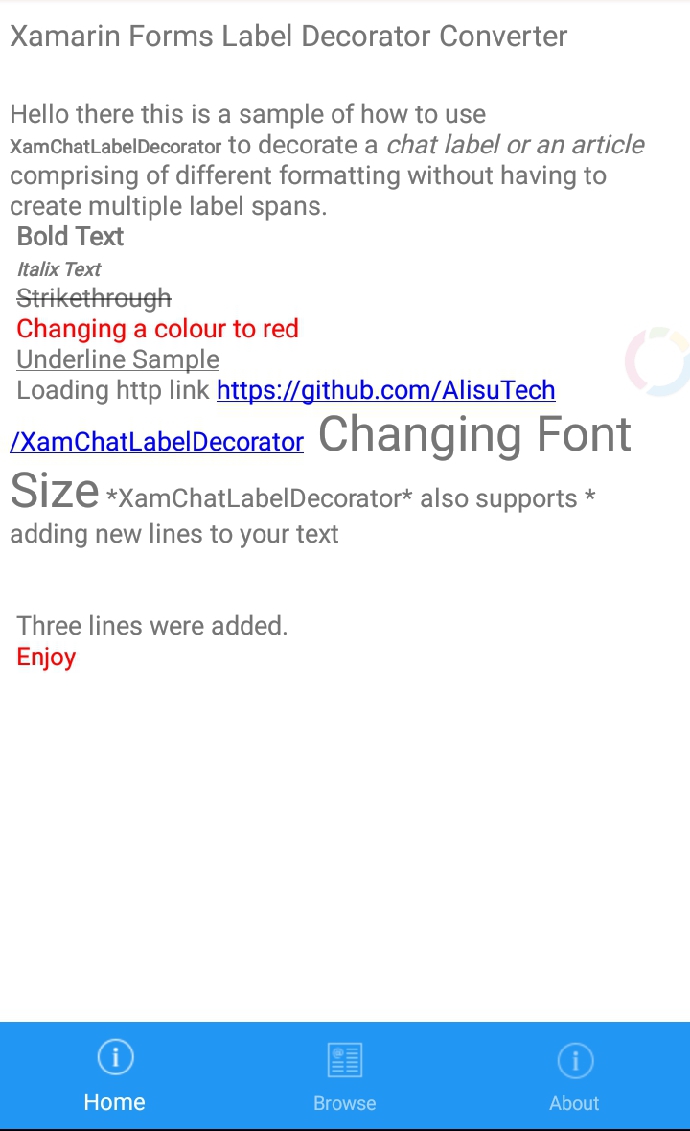 Xamarin Forms Label Decorator Converter
Hello there this is a sample of how to use
XamChatLabelDecorator to decorate a chat label or an article
comprising of different formatting without having to
create multiple label spans.
Bold Text
Italix Text
Strikethrough
Changing a colour to red
Underline Sample
Loading http link https://github.com/AlisuTech
/XamChatLabelDecorator Changing Font
Size *XamChatLabelDecorator* also supports *
adding new lines to your text
Three lines were added.
Enjoy
Home Browse About